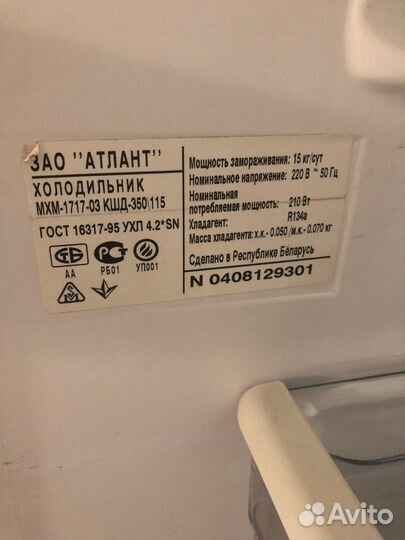 ЗАО "АТЛАНТ"
ХОЛОДИЛЬНИК
МХМ-1717-03 КШД-350|115
ГОСТ 16317-95 УХЛ 4.2*SN
АА
РБ01
УП001
Мощность замораживания: 15 кг/сут
Номинальное напряжение: 220 В ~ 50 Гц
Номинальная
потребляемая мощность: 210 Вт
Хладагент: R134a
Масса хладагента: х.к.- 0.050 /м.к.- 0.070 кг
Сделано в Республике Беларусь
N 0408129301
Avito